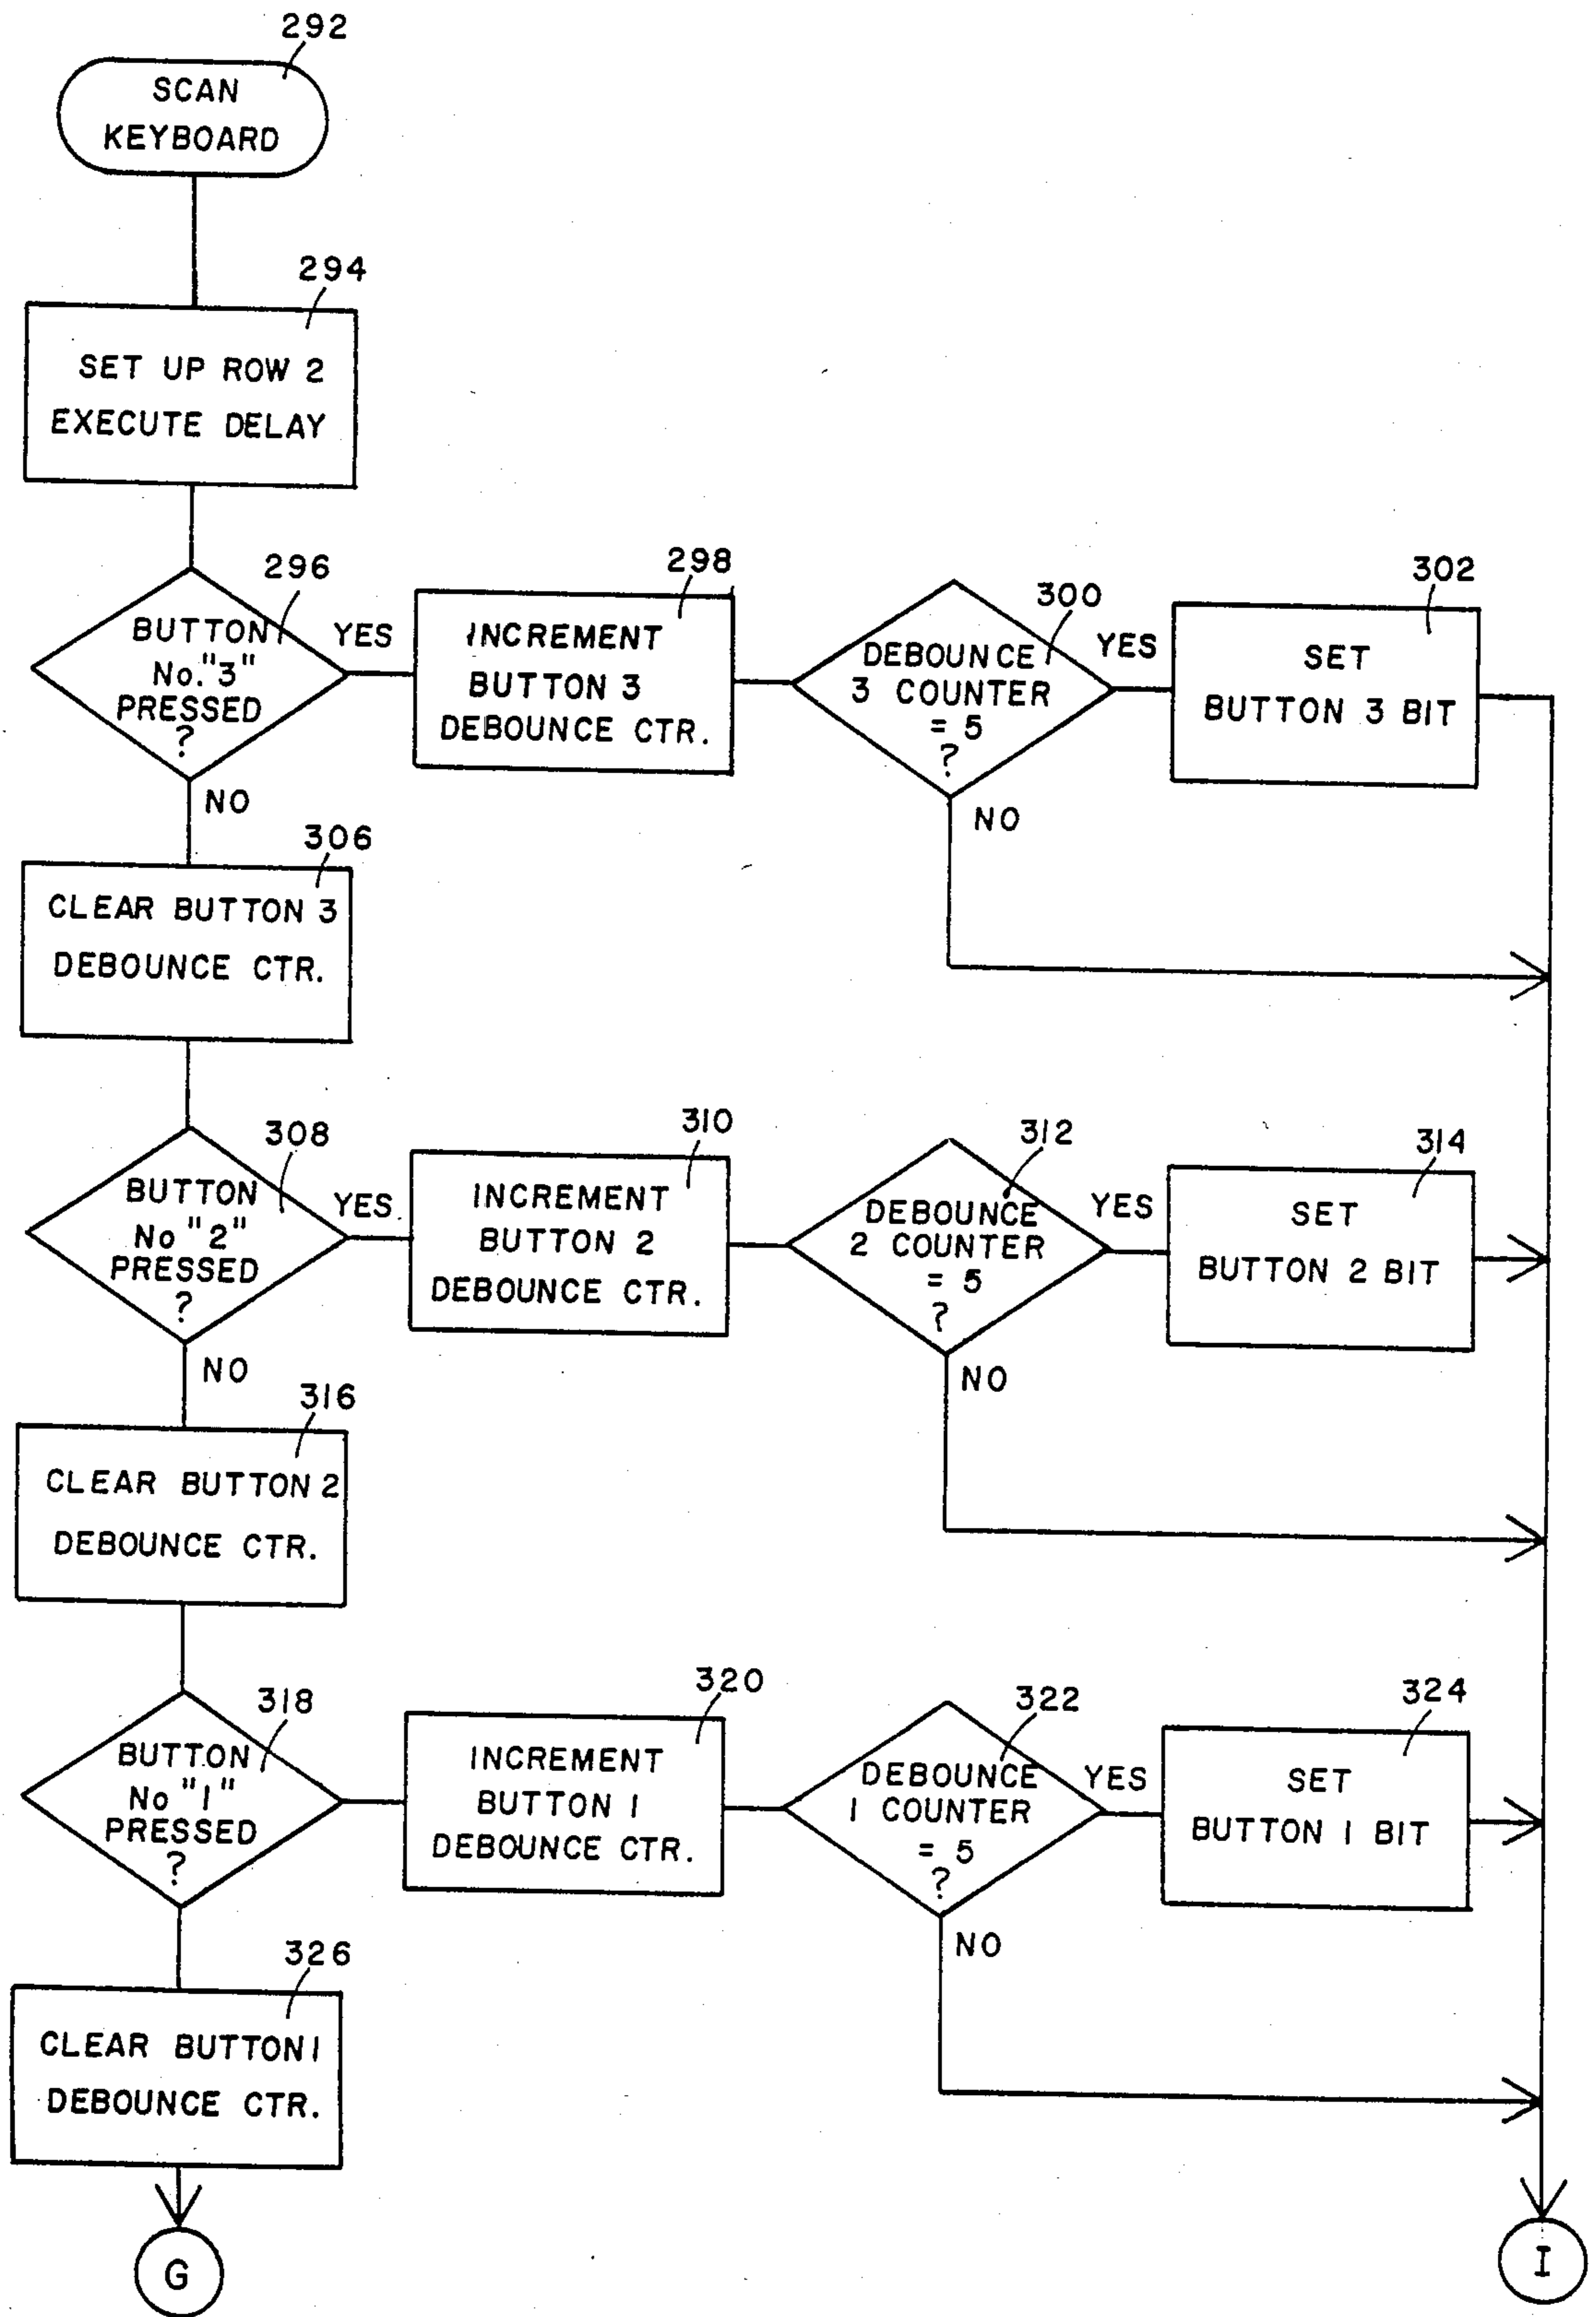 292
SCAN
KEYBOARD
294
SET UP ROW 2
EXECUTE DELAY
296
BUTTON
No."3"
PRESSED
?
YES
NO
298
INCREMENT
BUTTON 3
DEBOUNCE CTR.
300
DEBOUNCE
3 COUNTER
= 5
?
YES
NO
302
SET
BUTTON 3 BIT
306
CLEAR BUTTON 3
DEBOUNCE CTR.
308
BUTTON
No "2"
PRESSED
?
YES
NO
310
INCREMENT
BUTTON 2
DEBOUNCE CTR.
312
DEBOUNCE
2 COUNTER
= 5
?
YES
NO
314
SET
BUTTON 2 BIT
316
CLEAR BUTTON 2
DEBOUNCE CTR.
318
BUTTON
No "1"
PRESSED
?
320
INCREMENT
BUTTON 1
DEBOUNCE CTR.
322
DEBOUNCE
1 COUNTER
= 5
?
YES
NO
324
SET
BUTTON 1 BIT
326
CLEAR BUTTON 1
DEBOUNCE CTR.
G
I